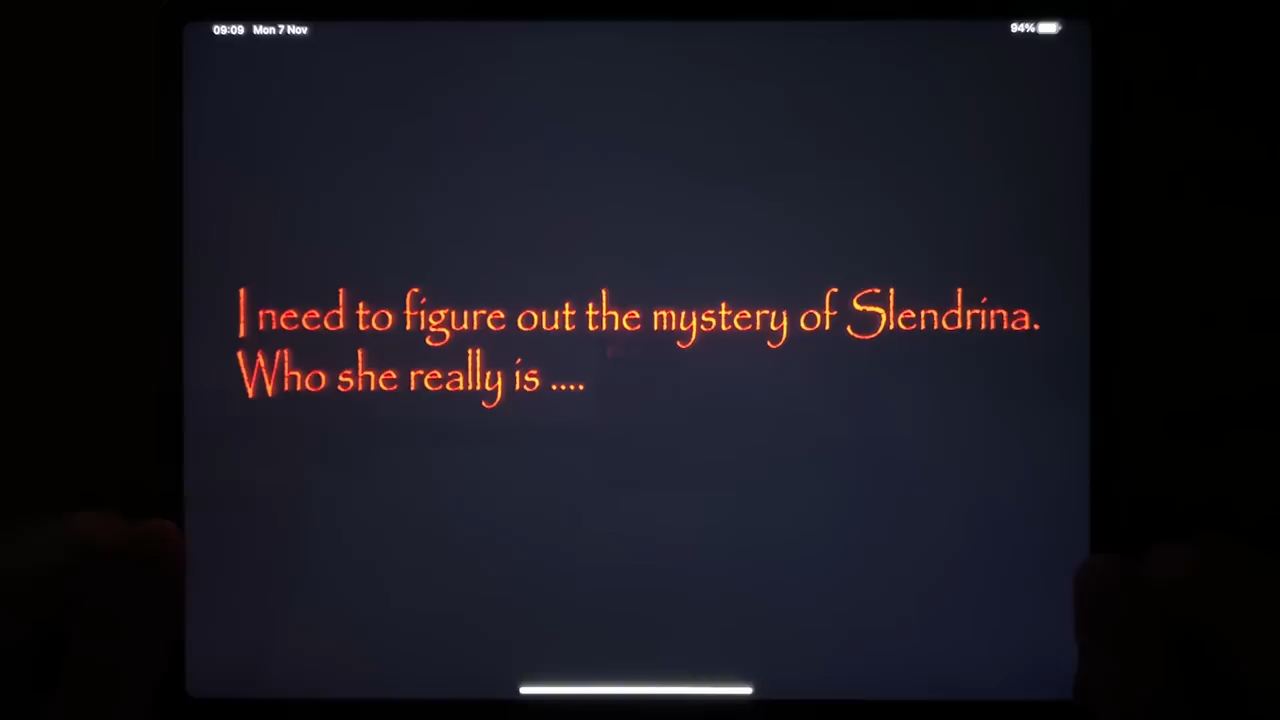 09:09 Mon 7 Nov
94%
I need to figure out the mystery of Slendrina.
Who she really is ....